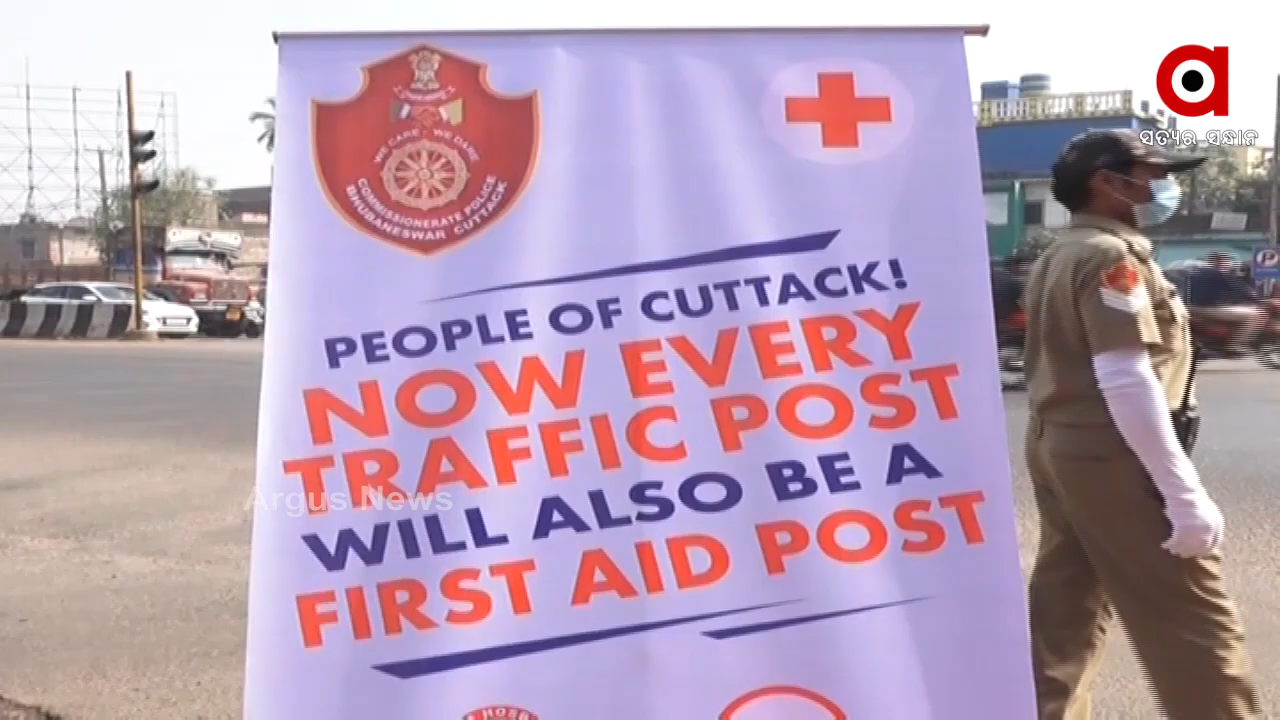 ସତ୍ୟର ସନ୍ଧାନ
WE CARE WE DARE
COMMISSIONERATE POLICE
BHUBANESWAR CUTTACK
PEOPLE OF CUTTACK!
NOW EVERY
TRAFFIC POST
WILL ALSO BE A
FIRST AID POST
Argus News
P